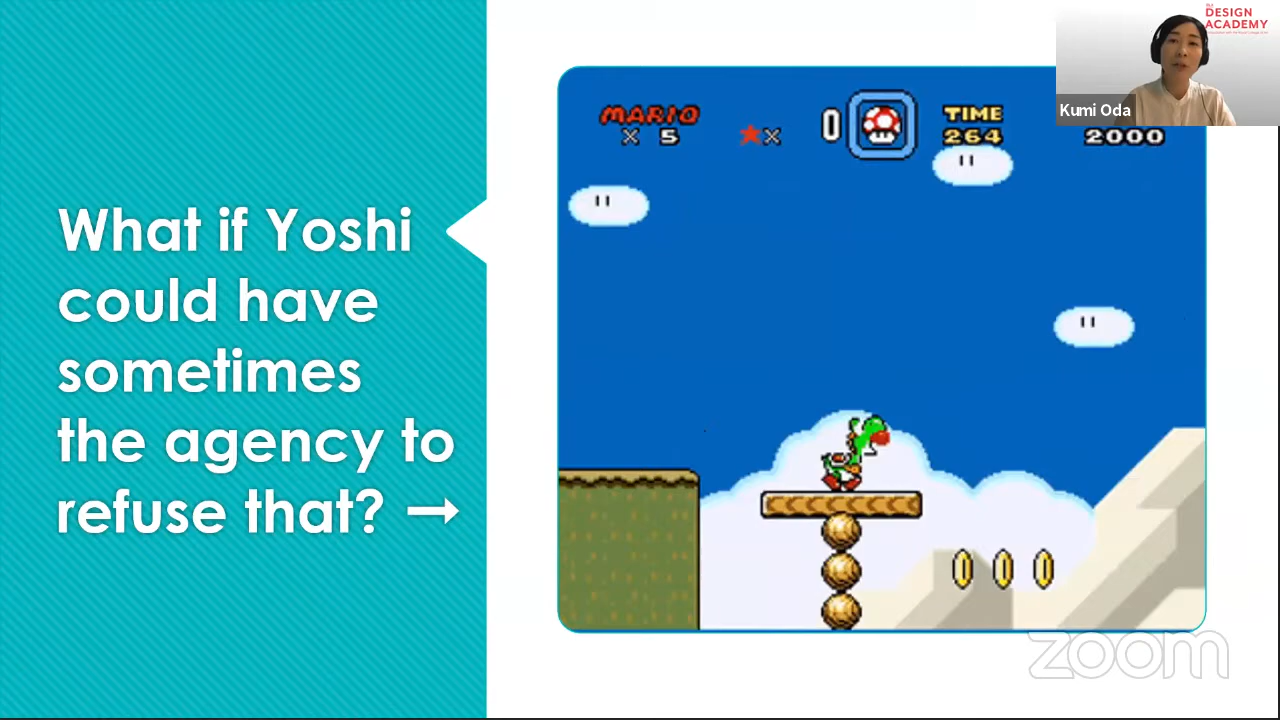 What if Yoshi
could have
sometimes
the agency to
refuse that? →
MARIO
x 5
★x
0
TIME
264
2000
DESIGN
ACADEMY
Kumi Oda
zoom